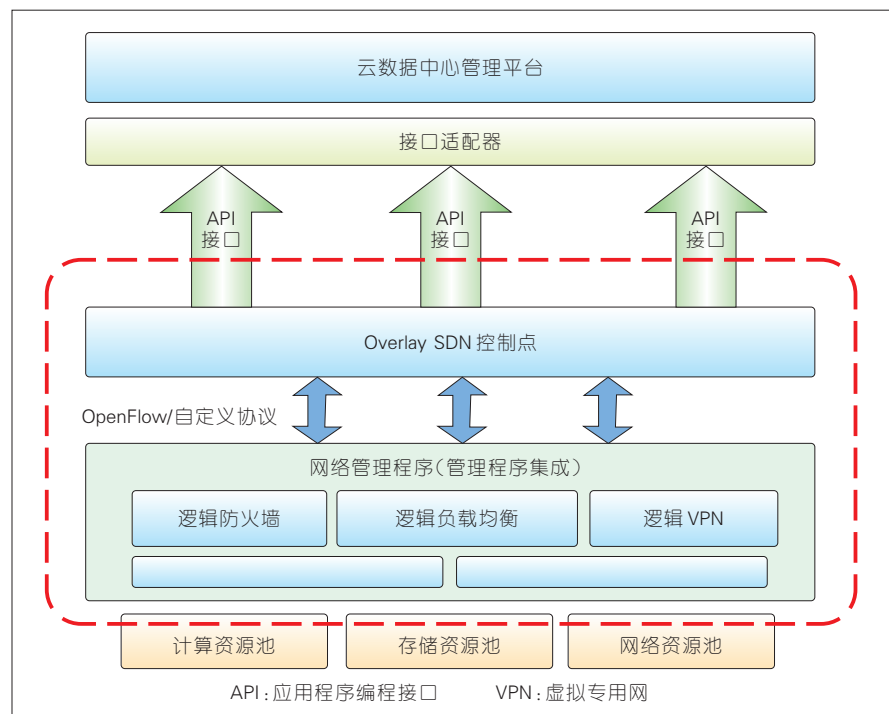 云数据中心管理平台
接口适配器
API
接口
API
接口
API
接口
Overlay SDN 控制点
OpenFlow/自定义协议
网络管理程序(管理程序集成)
逻辑防火墙
逻辑负载均衡
逻辑 VPN
计算资源池
存储资源池
网络资源池
API:应用程序编程接口 VPN:虚拟专用网